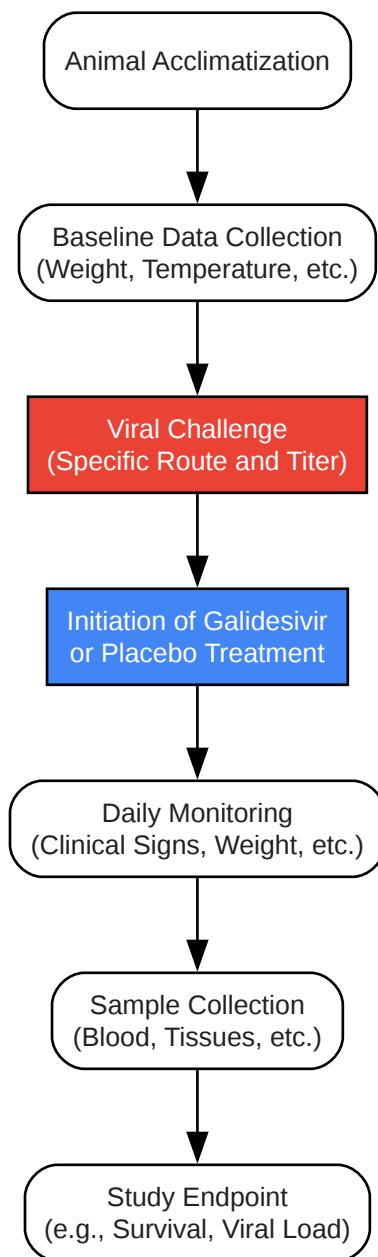 Animal Acclimatization
Baseline Data Collection
(Weight, Temperature, etc.)
Viral Challenge
(Specific Route and Titer)
Initiation of Galidesivir
or Placebo Treatment
Daily Monitoring
(Clinical Signs, Weight, etc.)
Sample Collection
(Blood, Tissues, etc.)
Study Endpoint
(e.g., Survival, Viral Load)